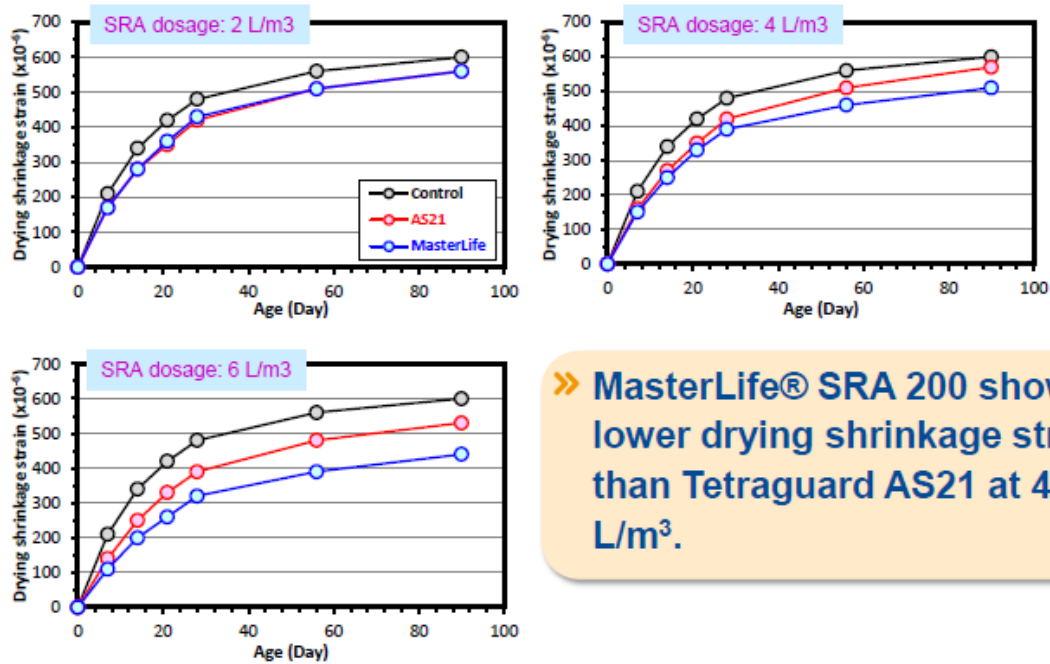 SRA dosage: 2 L/m3
Drying shrinkage strain (x10⁻⁶)
700
600
500
400
300
200
100
0
Control
AS21
MasterLife
0 20 40 60 80 100
Age (Day)
SRA dosage: 4 L/m3
Drying shrinkage strain (x10⁻⁶)
700
600
500
400
300
200
100
0
0 20 40 60 80 100
Age (Day)
SRA dosage: 6 L/m3
Drying shrinkage strain (x10⁻⁶)
700
600
500
400
300
200
100
0
0 20 40 60 80 100
Age (Day)
» MasterLife® SRA 200
lower drying shrinkage
than Tetraguard AS21 at 4
L/m³.